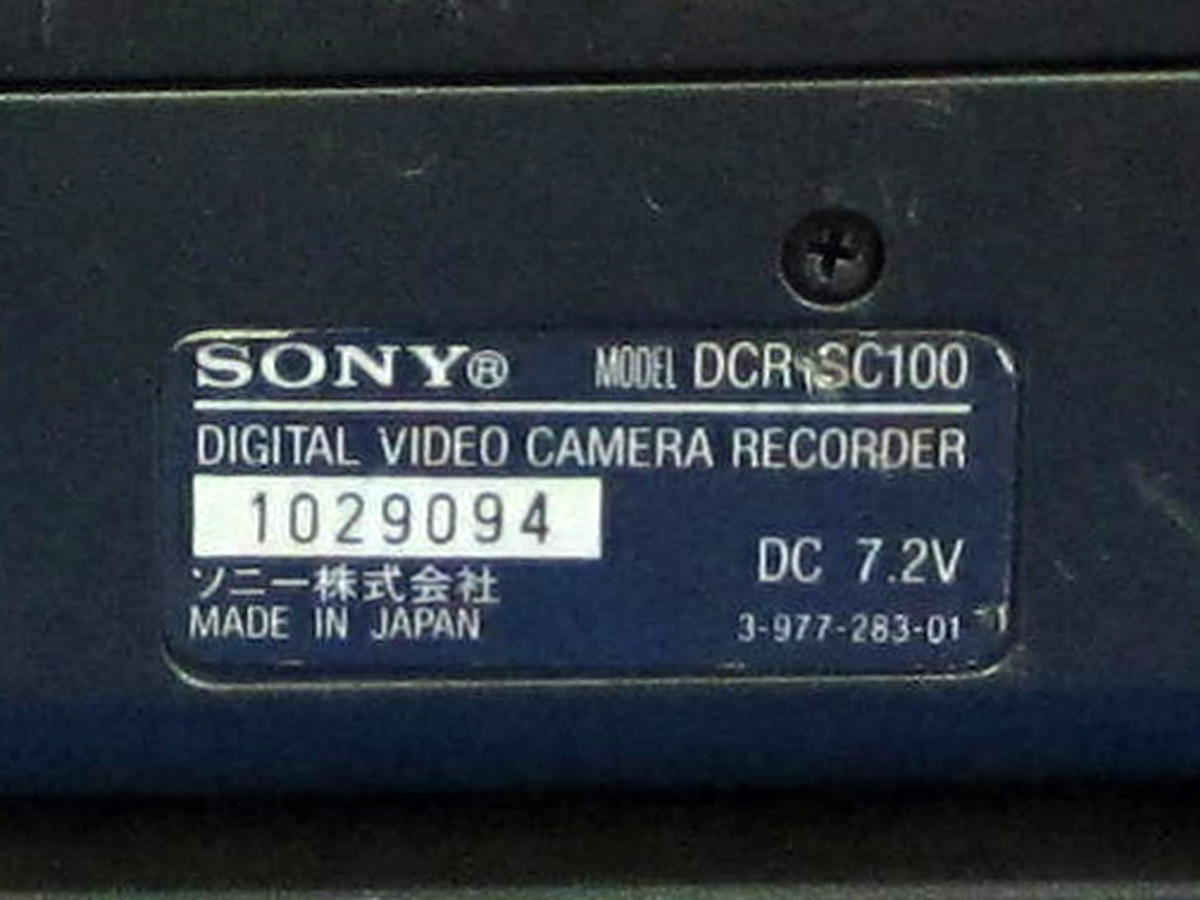 SONY® MODEL DCR-SC100
DIGITAL VIDEO CAMERA RECORDER
1029094
ソニー株式会社
DC 7.2V
MADE IN JAPAN
3-977-283-01